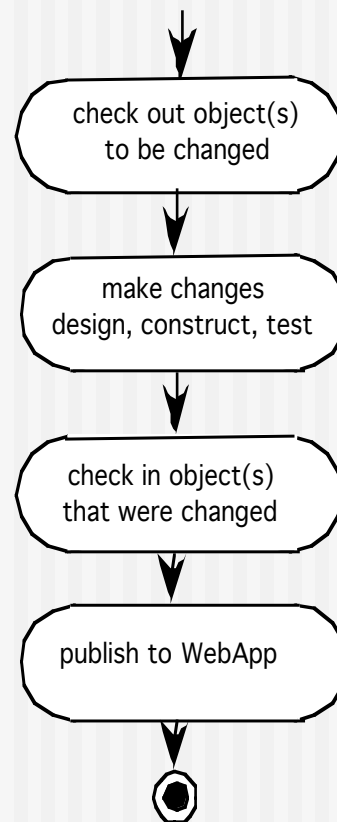 check out object(s)
to be changed
make changes
design, construct, test
check in object(s)
that were changed
publish to WebApp